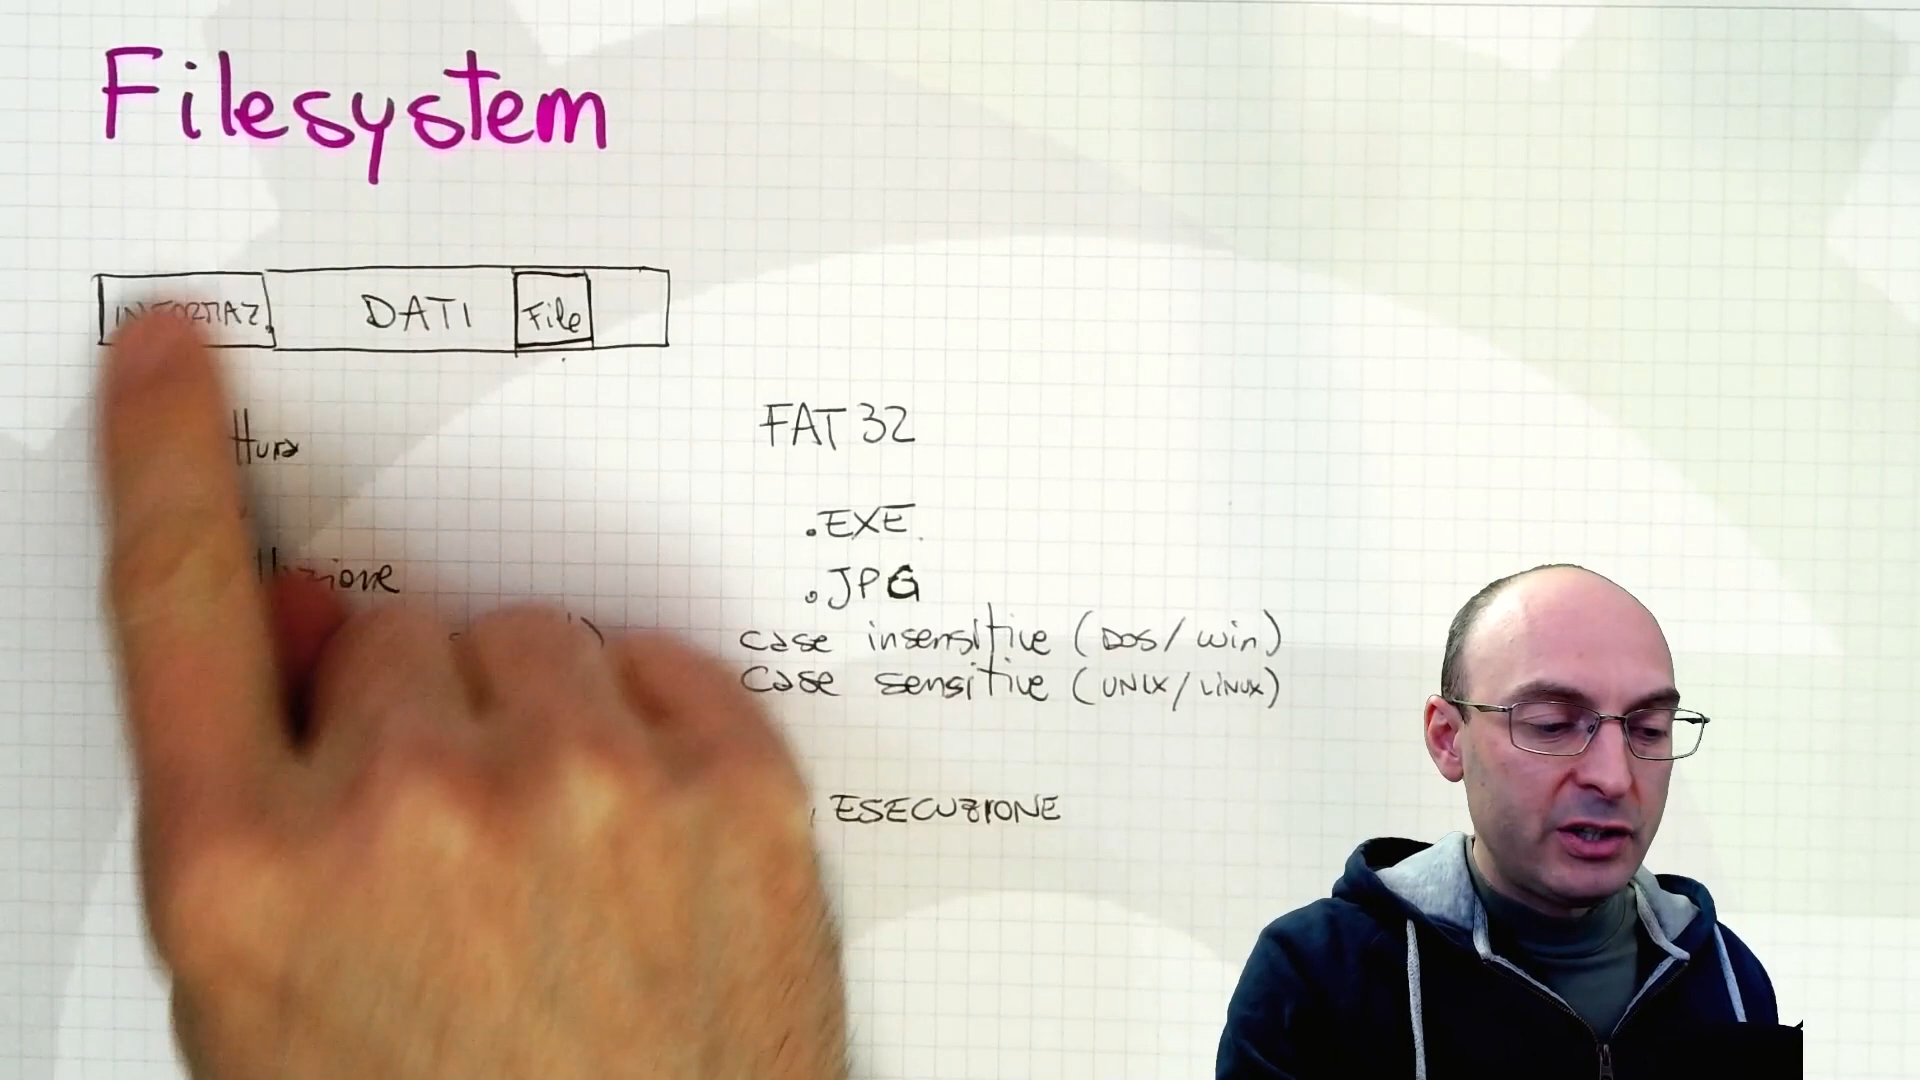 Filesystem
DATI File
FAT 32
.EXE
.JPG
case insensitive (DOS/Win)
case sensitive (UNIX/LINUX)
ESECUZIONE